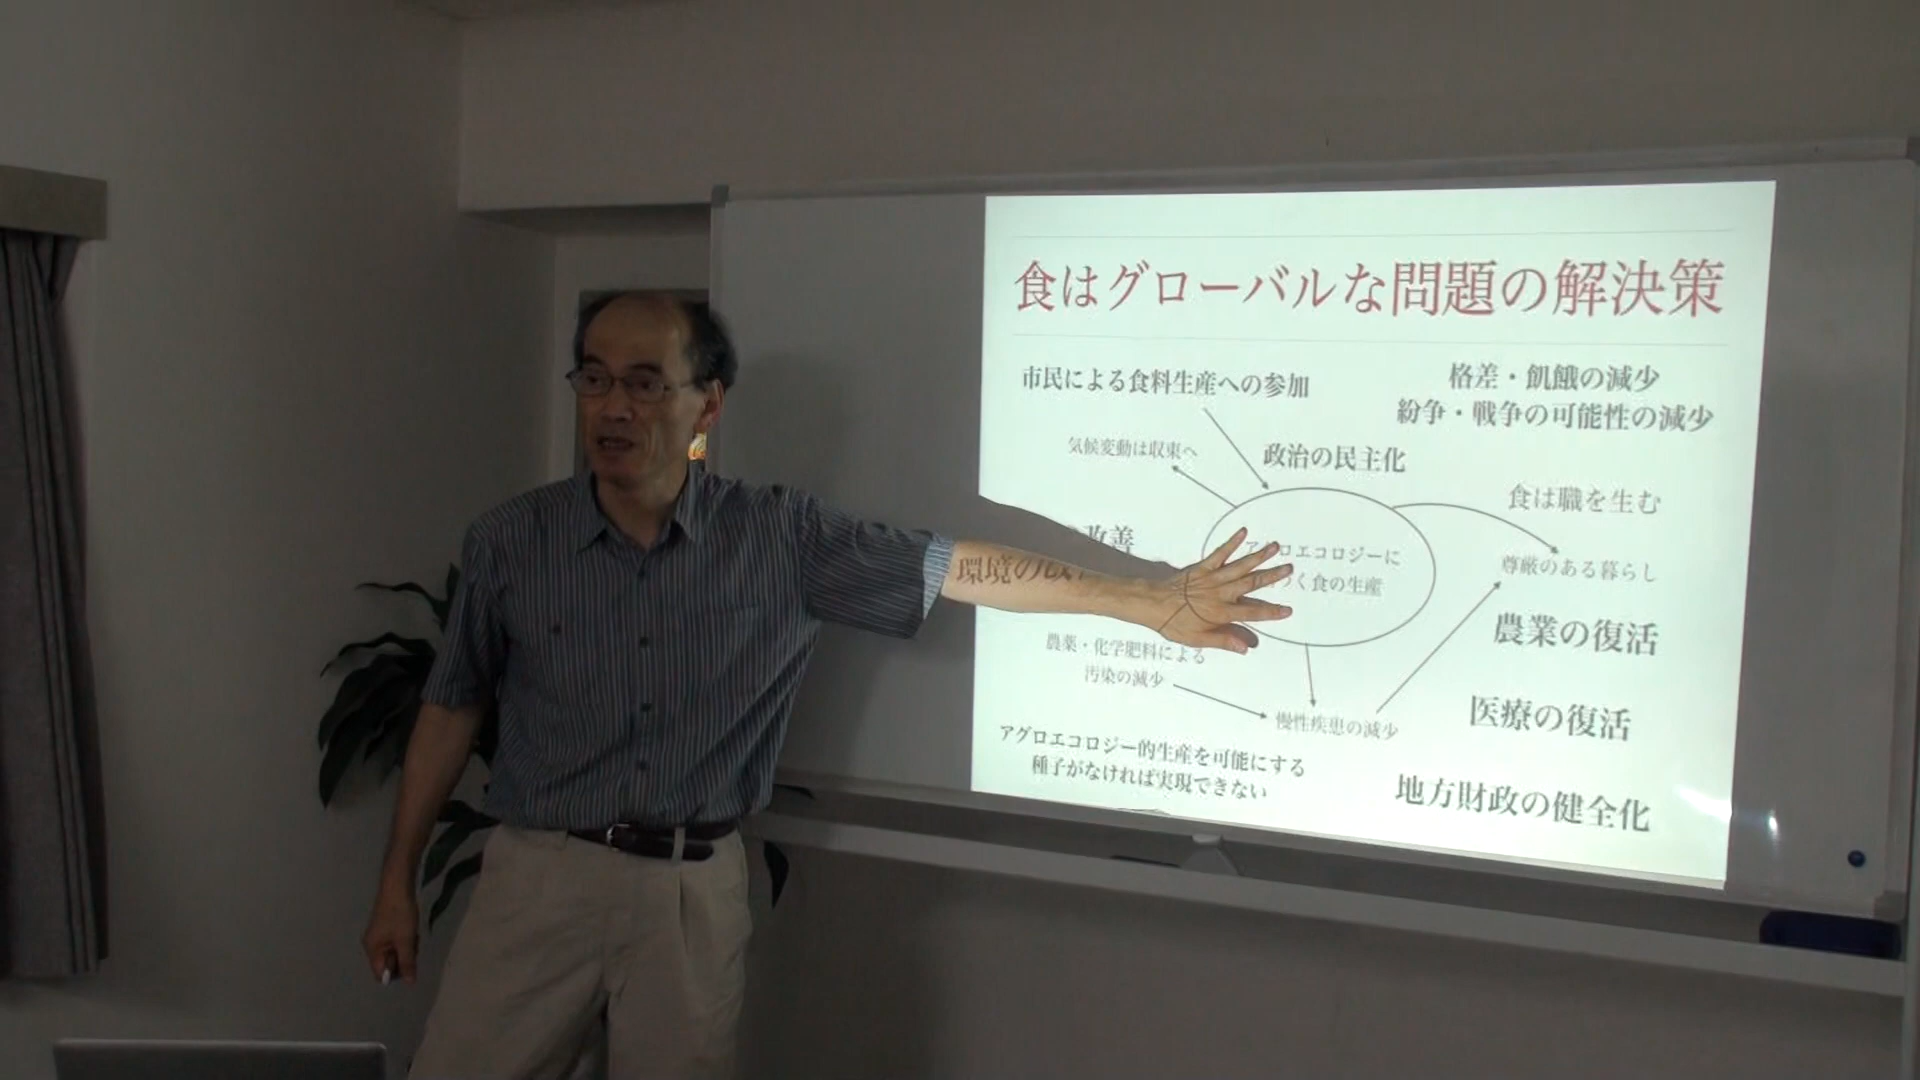 食はグローバルな問題の解決策
市民による食料生産への参加
格差・飢餓の減少
紛争・戦争の可能性の減少
気候変動は収束へ
政治の民主化
食は職を生む
環境の改善
アグロエコロジーに
づく食の生産
尊厳のある暮らし
農業の復活
農薬・化学肥料による
汚染の減少
慢性疾患の減少
医療の復活
アグロエコロジー的生産を可能にする
種子がなければ実現できない
地方財政の健全化